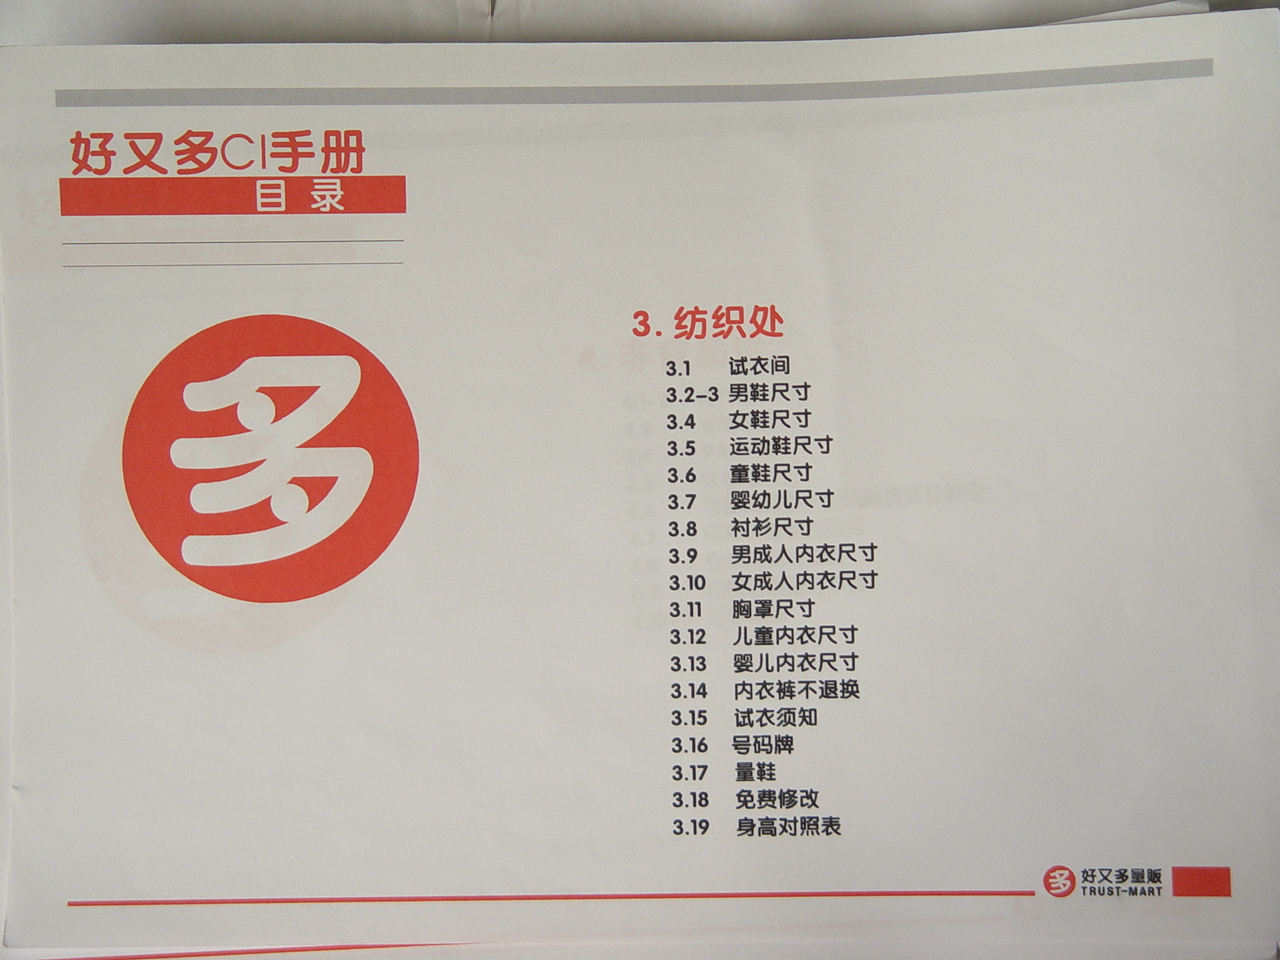 好又多CI手册
目录
多
3. 纺织处
3.1 试衣间
3.2-3 男鞋尺寸
3.4 女鞋尺寸
3.5 运动鞋尺寸
3.6 童鞋尺寸
3.7 婴幼儿尺寸
3.8 衬衫尺寸
3.9 男成人内衣尺寸
3.10 女成人内衣尺寸
3.11 胸罩尺寸
3.12 儿童内衣尺寸
3.13 婴儿内衣尺寸
3.14 内衣裤不退换
3.15 试衣须知
3.16 号码牌
3.17 量鞋
3.18 免费修改
3.19 身高对照表
多 好又多量贩
TRUST-MART